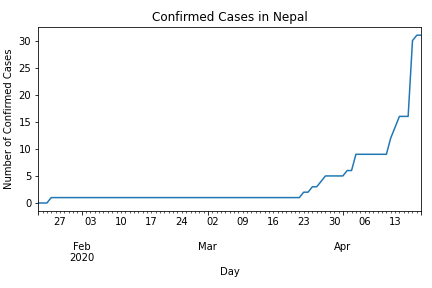 Confirmed Cases in Nepal
Number of Confirmed Cases
30
25
20
15
10
5
0
27 03 10 17 24 02 09 16 23 30 06 13
Feb Mar Apr
2020
Day